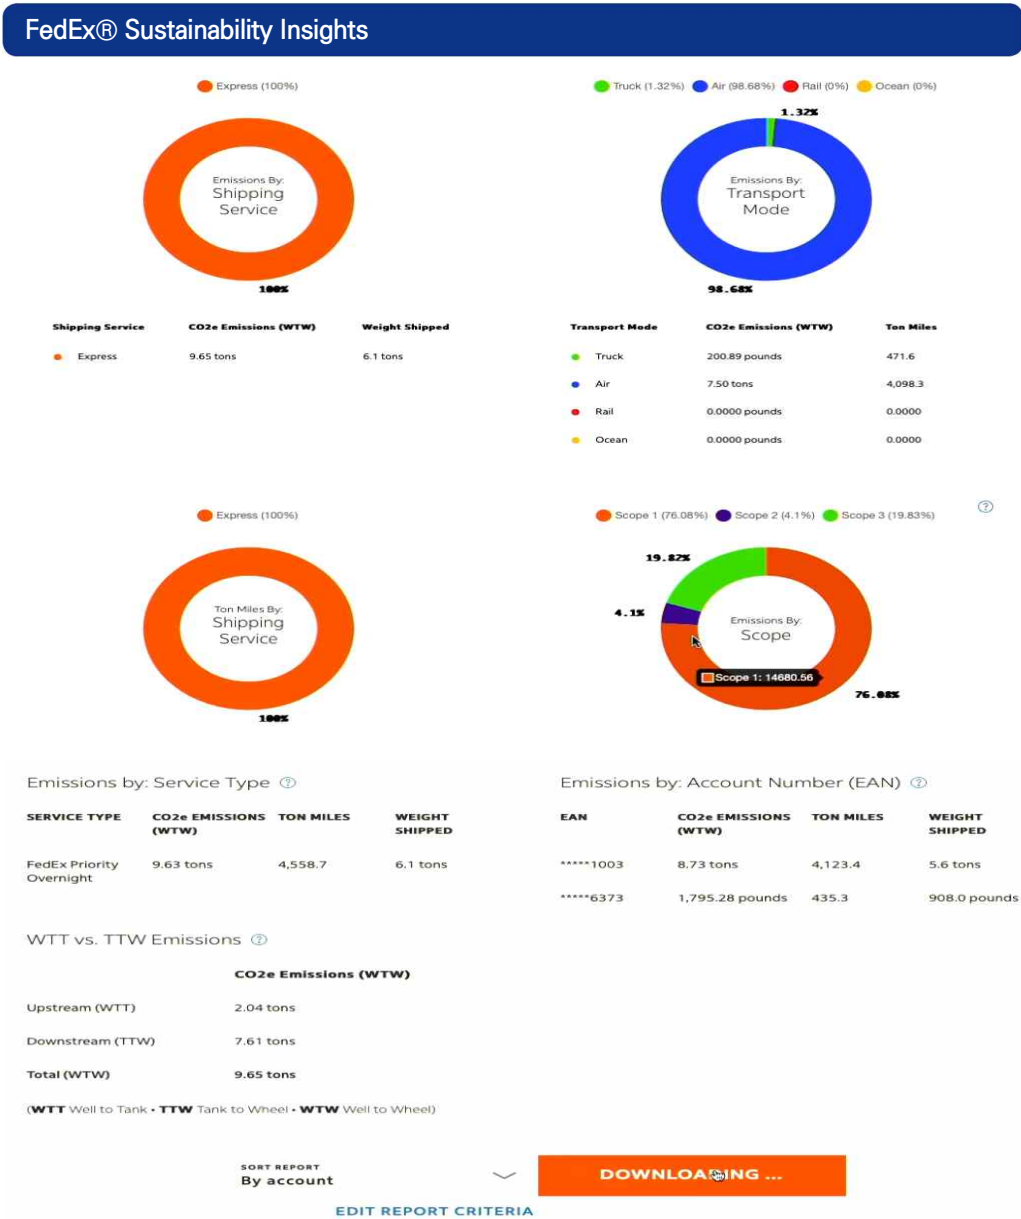 FedEx® Sustainability Insights
Express (100%)
Emissions By:
Shipping
Service
100%
Shipping Service CO2e Emissions (WTW) Weight Shipped
Express 9.65 tons 6.1 tons
Truck (1.32%) Air (98.68%) Rail (0%) Ocean (0%)
1.32%
Emissions By:
Transport
Mode
98.68%
Transport Mode CO2e Emissions (WTW) Ton Miles
Truck 200.89 pounds 471.6
Air 7.50 tons 4,098.3
Rail 0.0000 pounds 0.0000
Ocean 0.0000 pounds 0.0000
Express (100%)
Ton Miles By:
Shipping
Service
100%
Scope 1 (76.08%) Scope 2 (4.1%) Scope 3 (19.83%)
?
19.82%
4.1%
Emissions By:
Scope
Scope 1: 14680.56
76.08%
Emissions by: Service Type ?
SERVICE TYPE CO2e EMISSIONS TON MILES WEIGHT
(WTW) SHIPPED
FedEx Priority 9.63 tons 4,558.7 6.1 tons
Overnight
Emissions by: Account Number (EAN) ?
EAN CO2e EMISSIONS TON MILES WEIGHT
(WTW) SHIPPED
*****1003 8.73 tons 4,123.4 5.6 tons
*****6373 1,795.28 pounds 435.3 908.0 pounds
WTT vs. TTW Emissions ?
CO2e Emissions (WTW)
Upstream (WTT) 2.04 tons
Downstream (TTW) 7.61 tons
Total (WTW) 9.65 tons
(WTT Well to Tank • TTW Tank to Wheel • WTW Well to Wheel)
SORT REPORT
By account
DOWNLOADING ...
EDIT REPORT CRITERIA